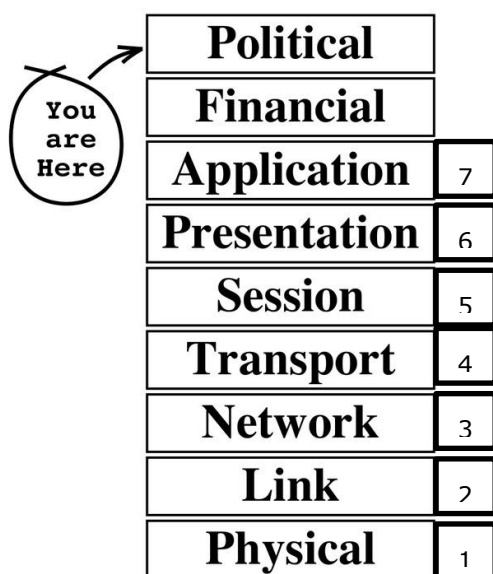 Political
You
are
Here
Financial
Application 7
Presentation 6
Session 5
Transport 4
Network 3
Link 2
Physical 1